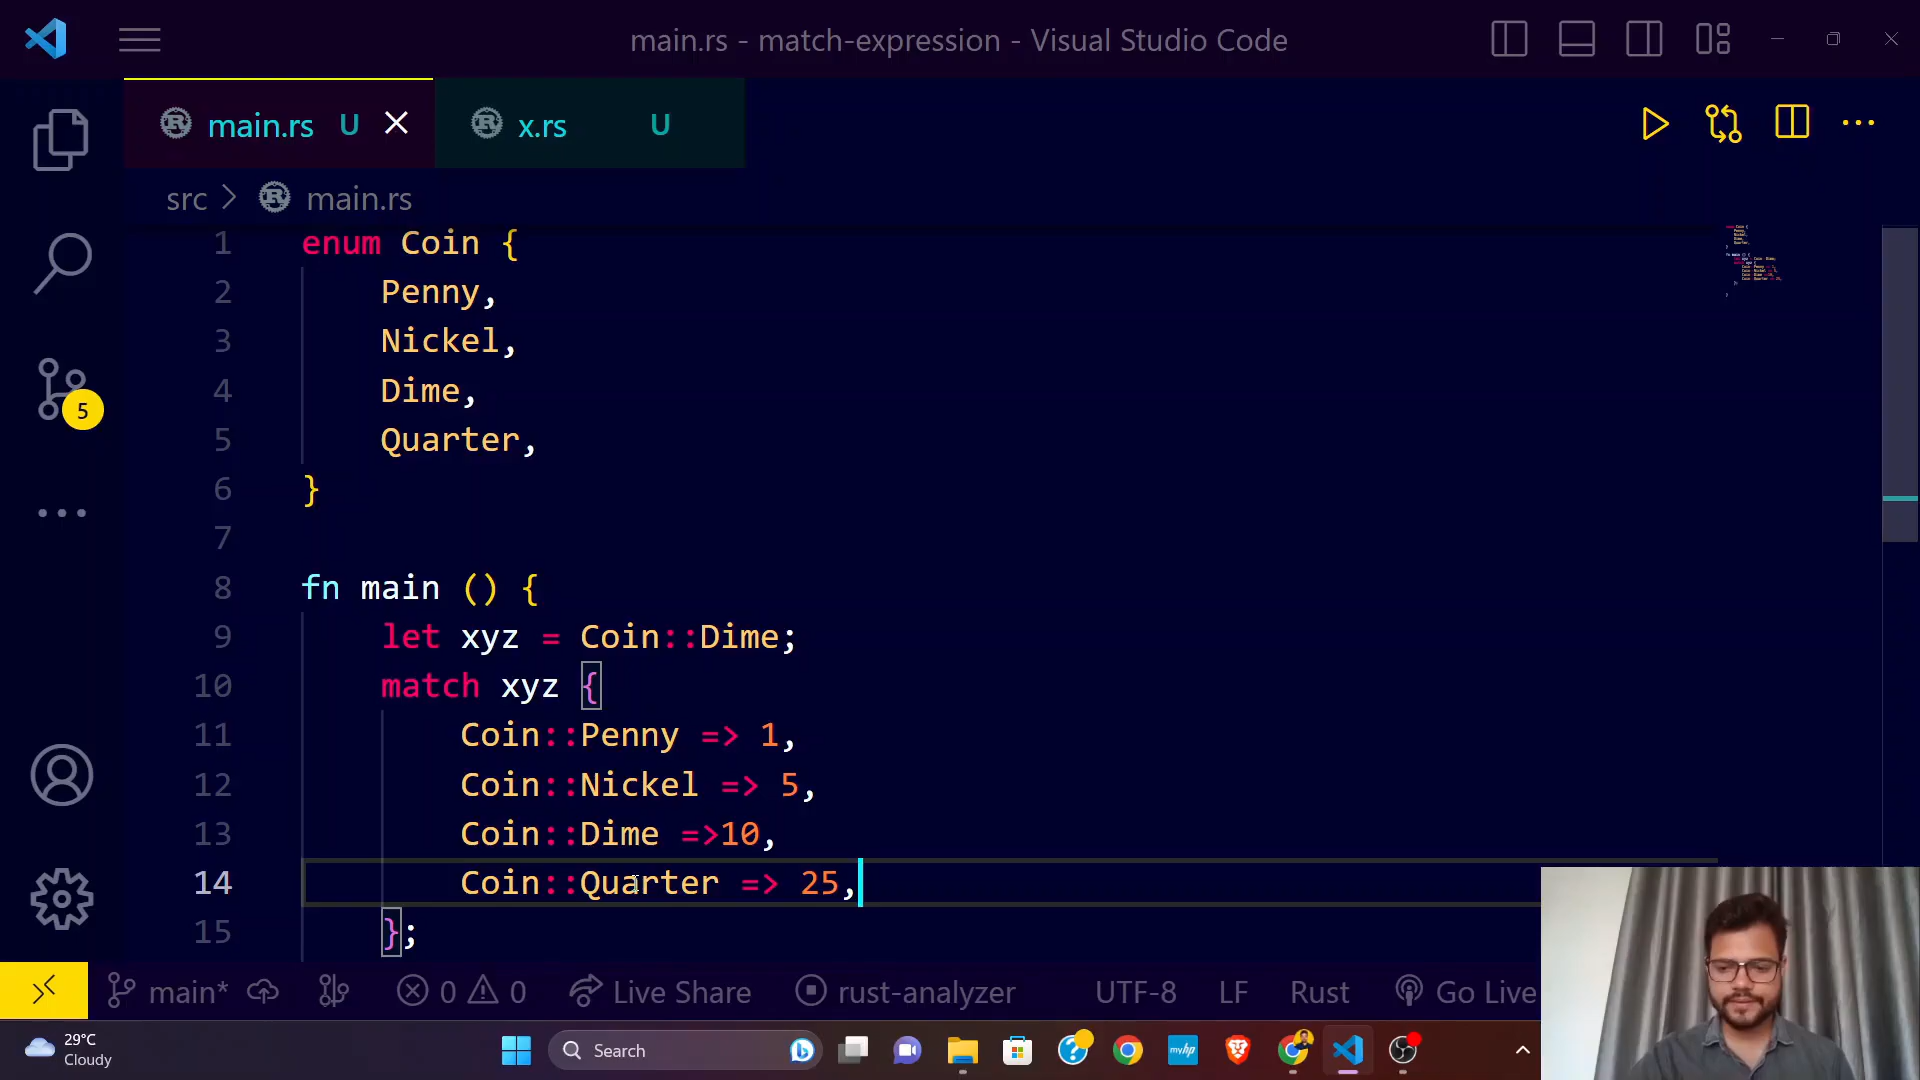 main.rs - match-expression - Visual Studio Code
main.rs U
x.rs U
src > main.rs
1 enum Coin {
2 Penny,
3 Nickel,
4 Dime,
5 Quarter,
6 }
7
8 fn main () {
9 let xyz = Coin::Dime;
10 match xyz {
11 Coin::Penny => 1,
12 Coin::Nickel => 5,
13 Coin::Dime =>10,
14 Coin::Quarter => 25,
15 };
5
main* 0 0 Live Share rust-analyzer UTF-8 LF Rust Go Live
29°C
Cloudy
Search
myhp